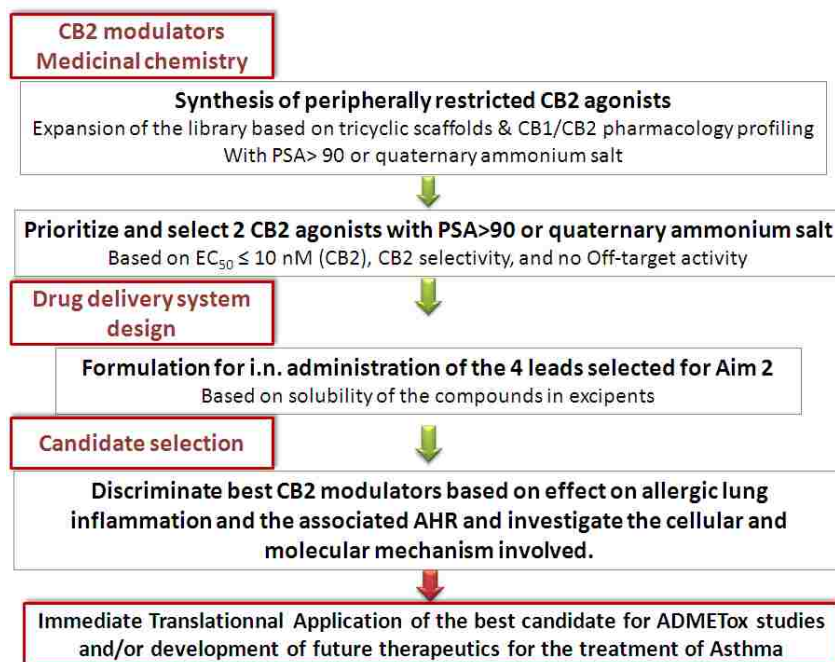 CB2 modulators
Medicinal chemistry
Synthesis of peripherally restricted CB2 agonists
Expansion of the library based on tricyclic scaffolds & CB1/CB2 pharmacology profiling
With PSA> 90 or quaternary ammonium salt
Prioritize and select 2 CB2 agonists with PSA>90 or quaternary ammonium salt
Based on EC50 ≤ 10 nM (CB2), CB2 selectivity, and no Off-target activity
Drug delivery system
design
Formulation for i.n. administration of the 4 leads selected for Aim 2
Based on solubility of the compounds in excipents
Candidate selection
Discriminate best CB2 modulators based on effect on allergic lung
inflammation and the associated AHR and investigate the cellular and
molecular mechanism involved.
Immediate Translationnal Application of the best candidate for ADMETox studies
and/or development of future therapeutics for the treatment of Asthma